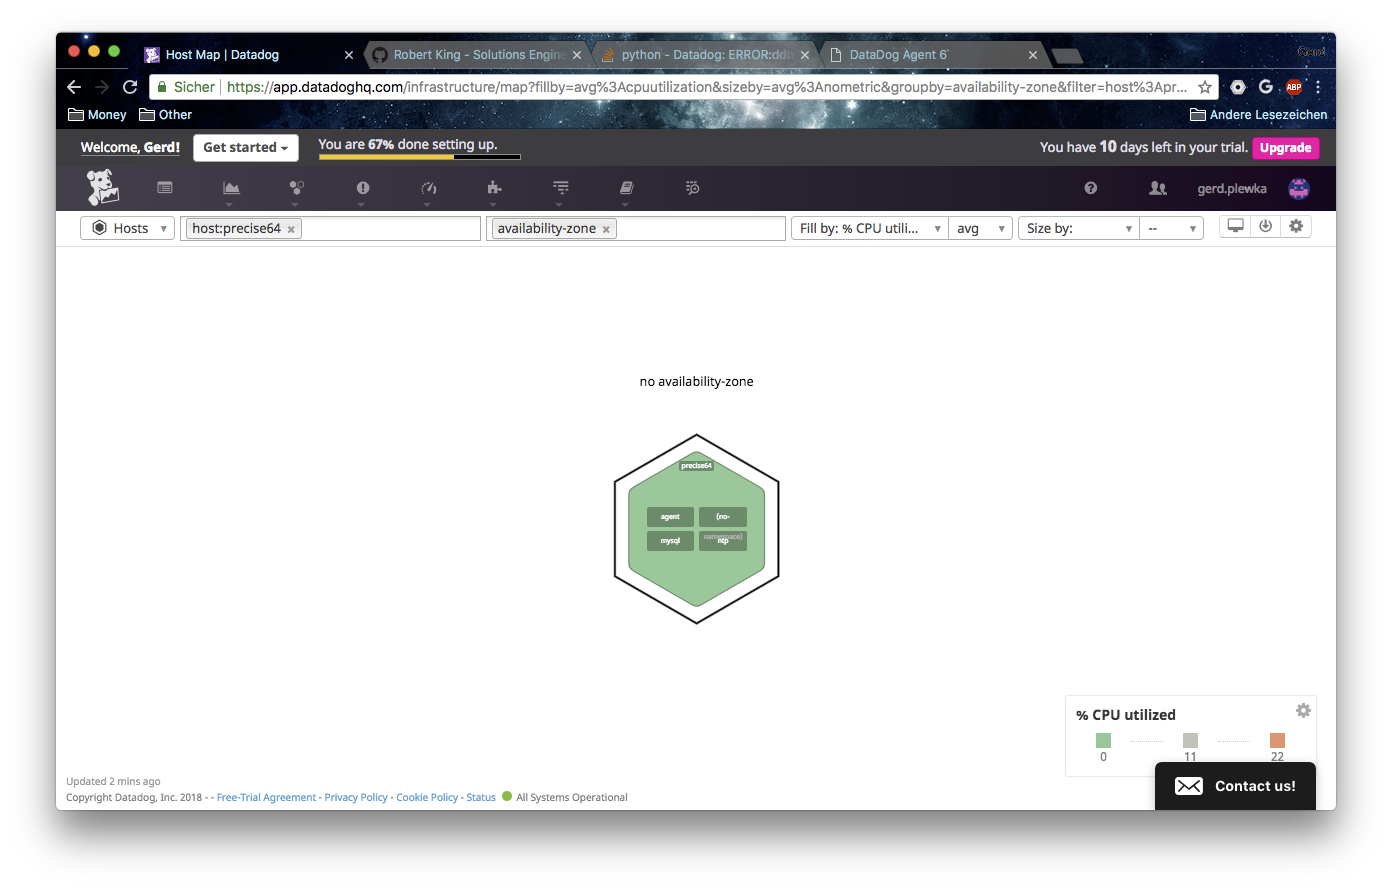 Host Map | Datadog
Robert King - Solutions Engine
python - Datadog: ERROR:dd
DataDog Agent 6
Gerd
Sicher
https://app.datadoghq.com/infrastructure/map?fillby=avg%3Acpuutilization&sizeby=avg%3Anometric&groupby=availability-zone&filter=host%3Apr...
ABP
Money
Other
Andere Lesezeichen
Welcome, Gerd!
Get started
You are 67% done setting up.
You have 10 days left in your trial.
Upgrade
gerd.plewka
Hosts
host:precise64 ×
availability-zone ×
Fill by: % CPU utili...
avg
Size by:
--
no availability-zone
precise64
agent
(no-
namespace)
mysql
ntp
% CPU utilized
0
11
22
Updated 2 mins ago
Copyright Datadog, Inc. 2018 - - Free-Trial Agreement - Privacy Policy - Cookie Policy - Status All Systems Operational
Contact us!